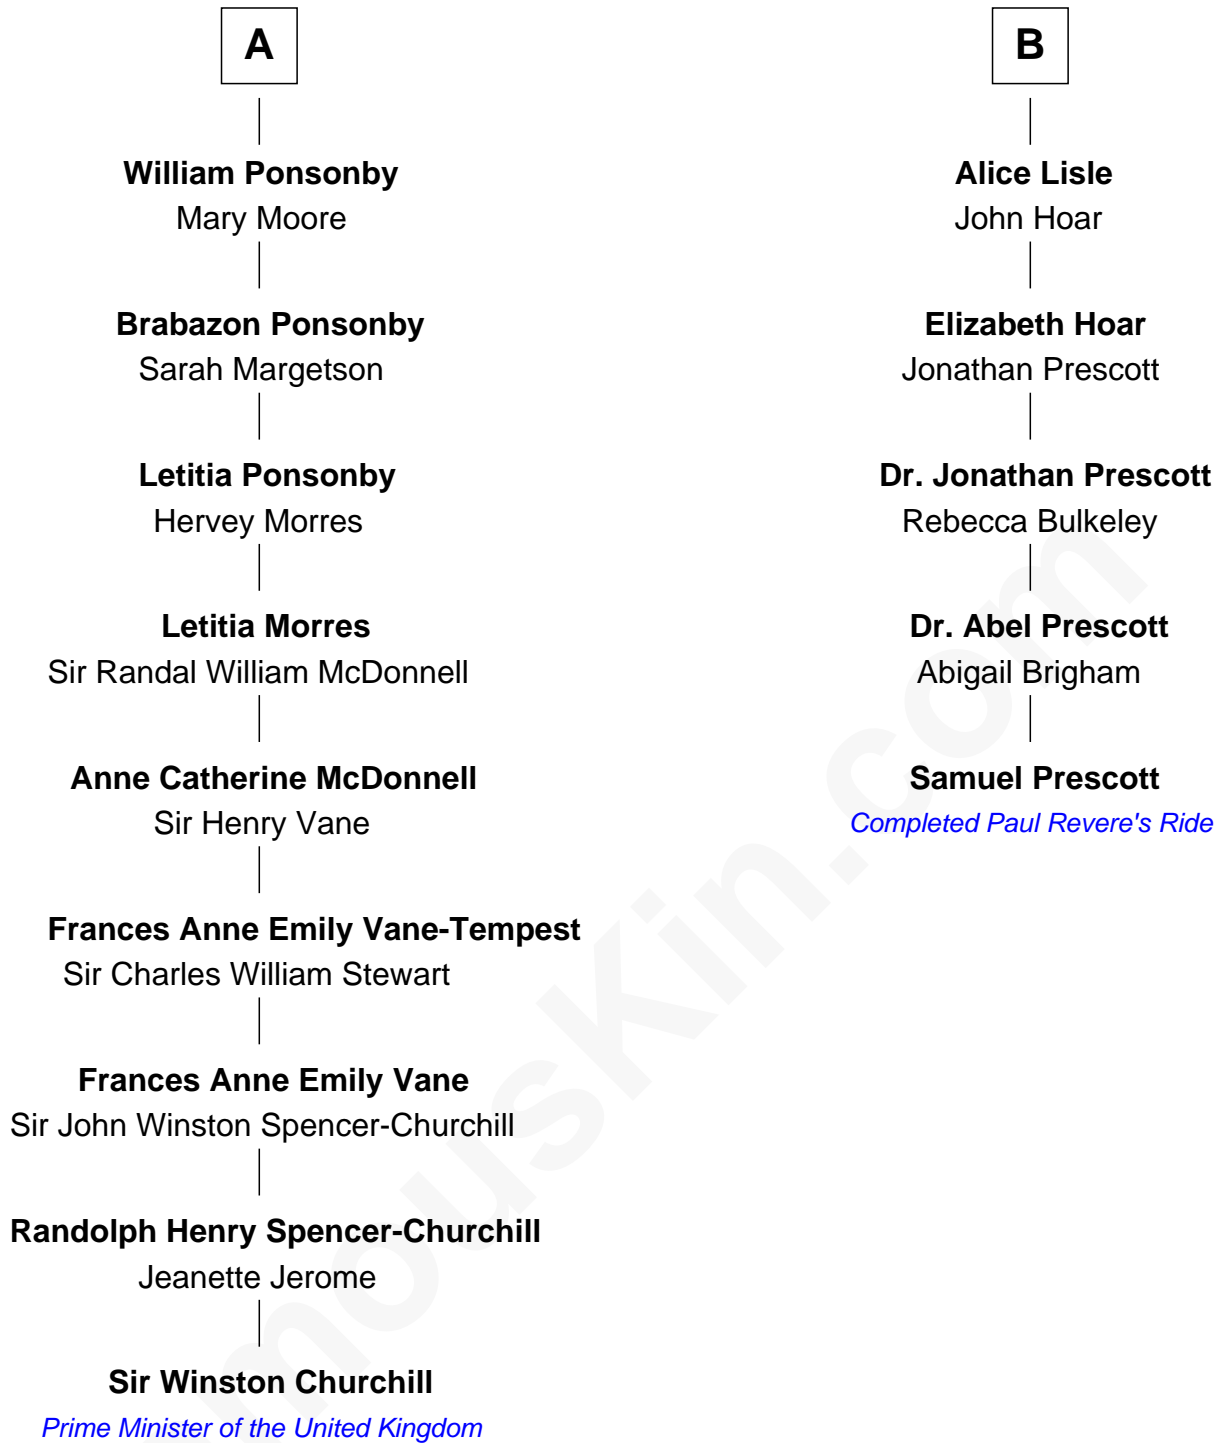 A
William Ponsonby
Mary Moore
Brabazon Ponsonby
Sarah Margetson
Letitia Ponsonby
Hervey Morres
Letitia Morres
Sir Randal William McDonnell
Anne Catherine McDonnell
Sir Henry Vane
Frances Anne Emily Vane-Tempest
Sir Charles William Stewart
Frances Anne Emily Vane
Sir John Winston Spencer-Churchill
Randolph Henry Spencer-Churchill
Jeanette Jerome
Sir Winston Churchill
Prime Minister of the United Kingdom
B
Alice Lisle
John Hoar
Elizabeth Hoar
Jonathan Prescott
Dr. Jonathan Prescott
Rebecca Bulkeley
Dr. Abel Prescott
Abigail Brigham
Samuel Prescott
Completed Paul Revere's Ride
mousKin.com